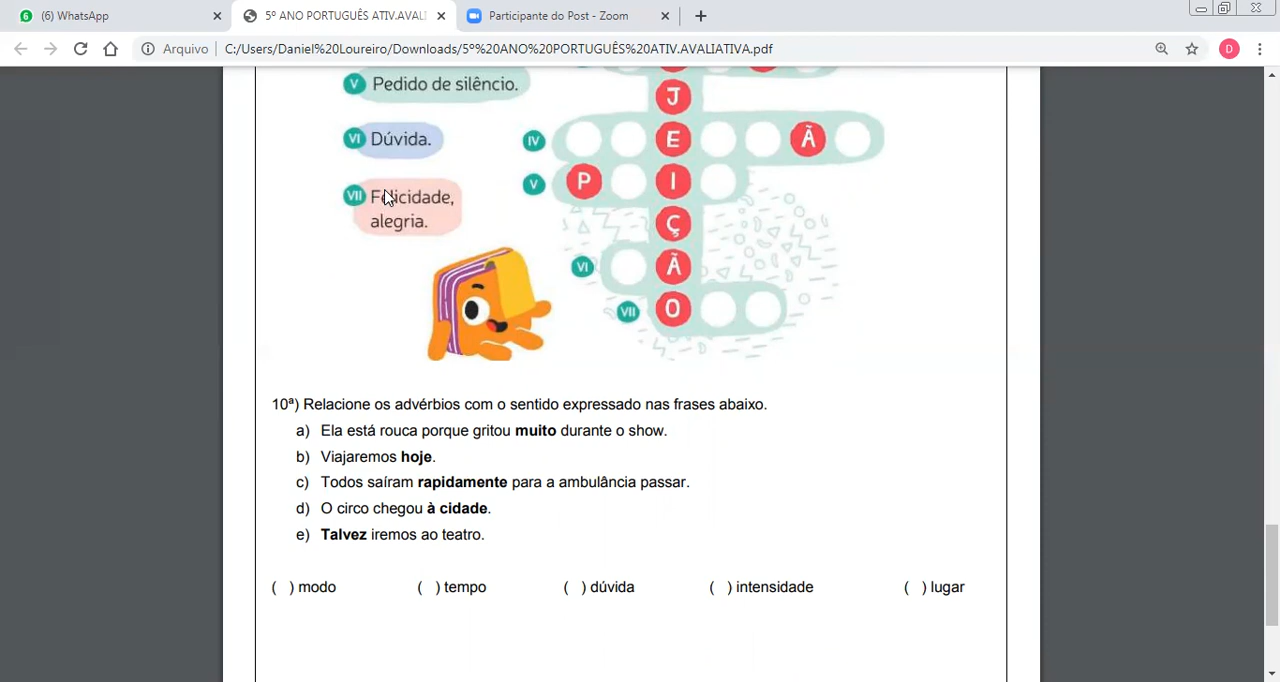 6 (6) WhatsApp
5º ANO PORTUGUÊS ATIV.AVALI
Participante do Post - Zoom
Arquivo
C:/Users/Daniel%20Loureiro/Downloads/5º%20ANO%20PORTUGUÊS%20ATIV.AVALIATIVA.pdf
D
V Pedido de silêncio.
J
VI Dúvida.
IV E Ã
V P I
VII Felicidade,
alegria.
Ç
VI Ã
VII O
10ª) Relacione os advérbios com o sentido expressado nas frases abaixo.
a) Ela está rouca porque gritou muito durante o show.
b) Viajaremos hoje.
c) Todos saíram rapidamente para a ambulância passar.
d) O circo chegou à cidade.
e) Talvez iremos ao teatro.
( ) modo ( ) tempo ( ) dúvida ( ) intensidade ( ) lugar